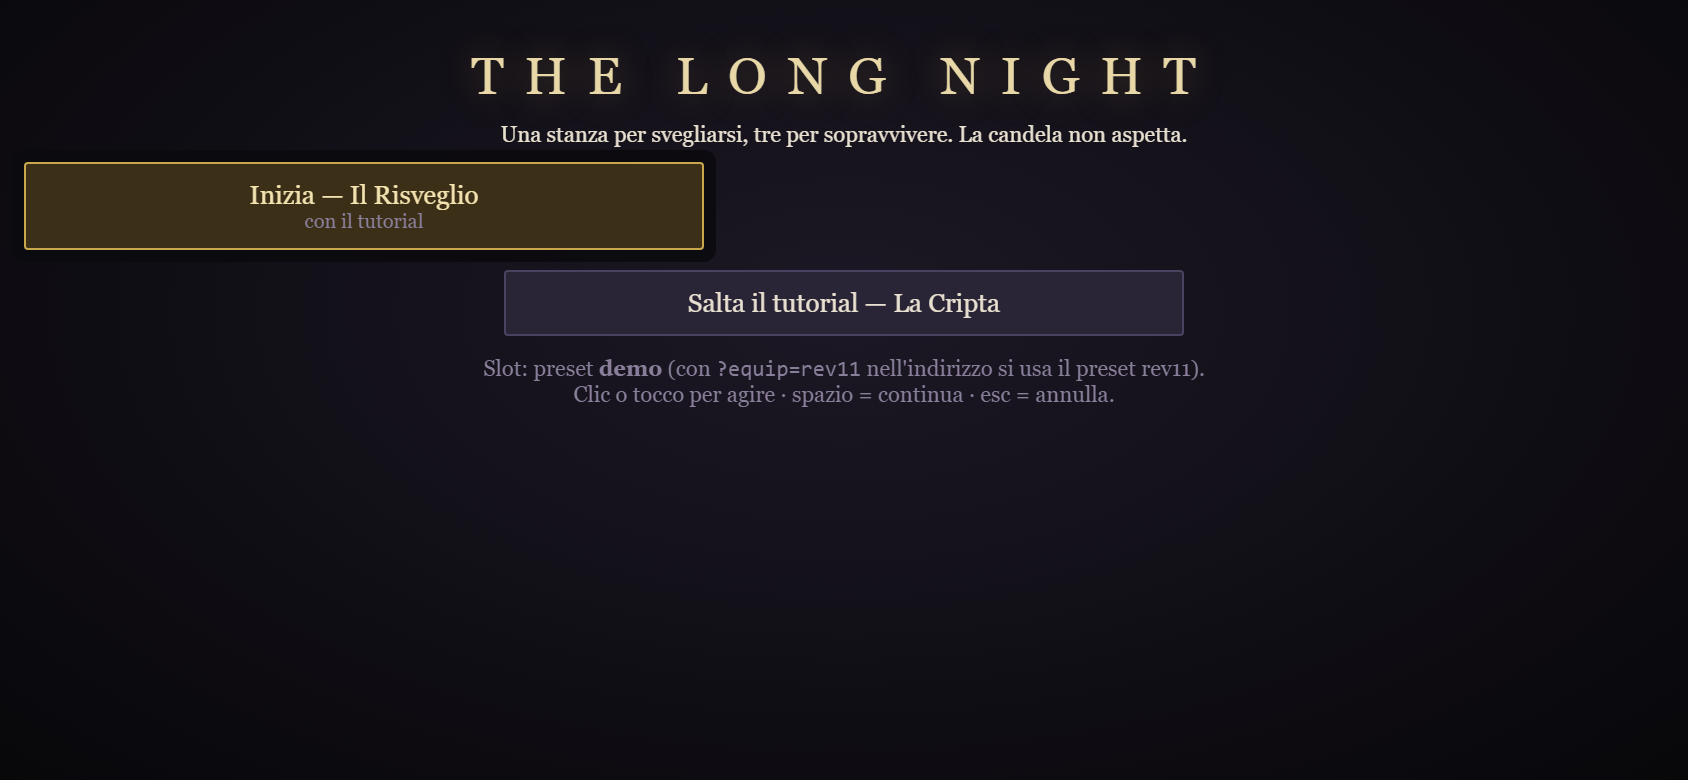 THE LONG NIGHT
Una stanza per svegliarsi, tre per sopravvivere. La candela non aspetta.
Inizia — Il Risveglio
con il tutorial
Salta il tutorial — La Cripta
Slot: preset demo (con ?equip=rev11 nell'indirizzo si usa il preset rev11).
Clic o tocco per agire · spazio = continua · esc = annulla.